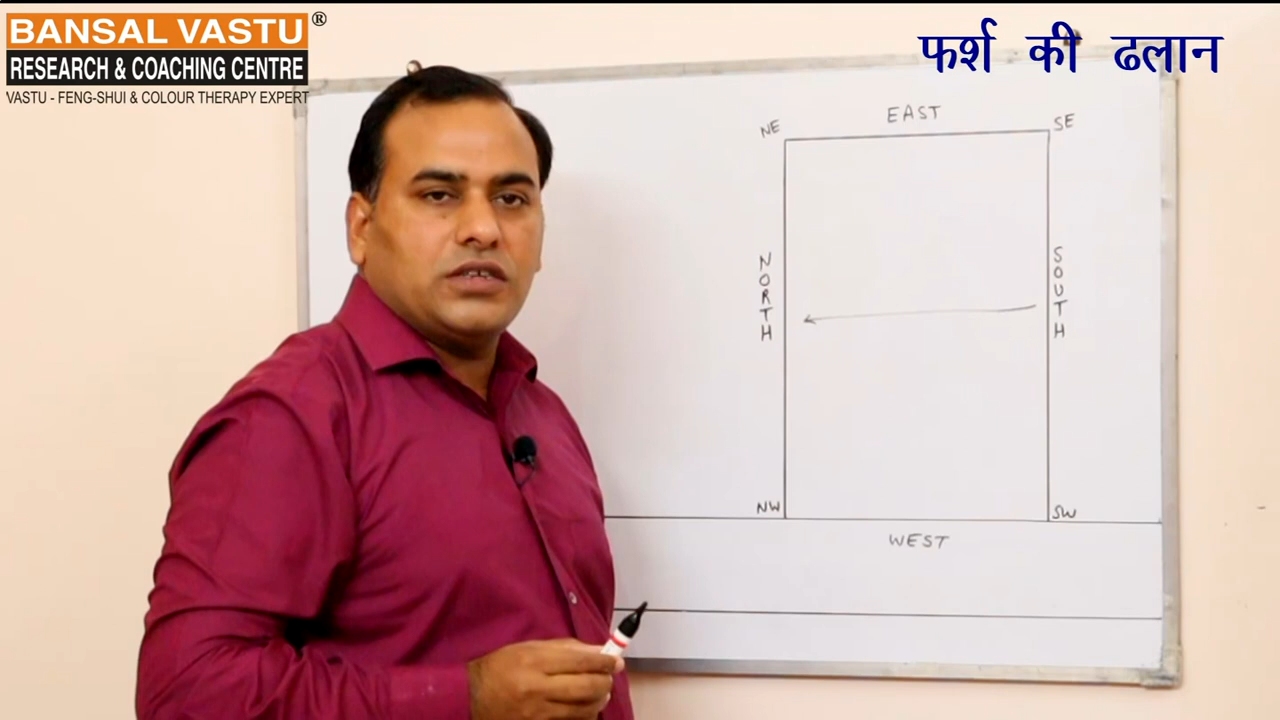 BANSAL VASTU ®
RESEARCH & COACHING CENTRE
VASTU - FENG-SHUI & COLOUR THERAPY EXPERT
फर्श की ढलान
NE
EAST
SE
NORTH
SOUTH
NW
SW
WEST